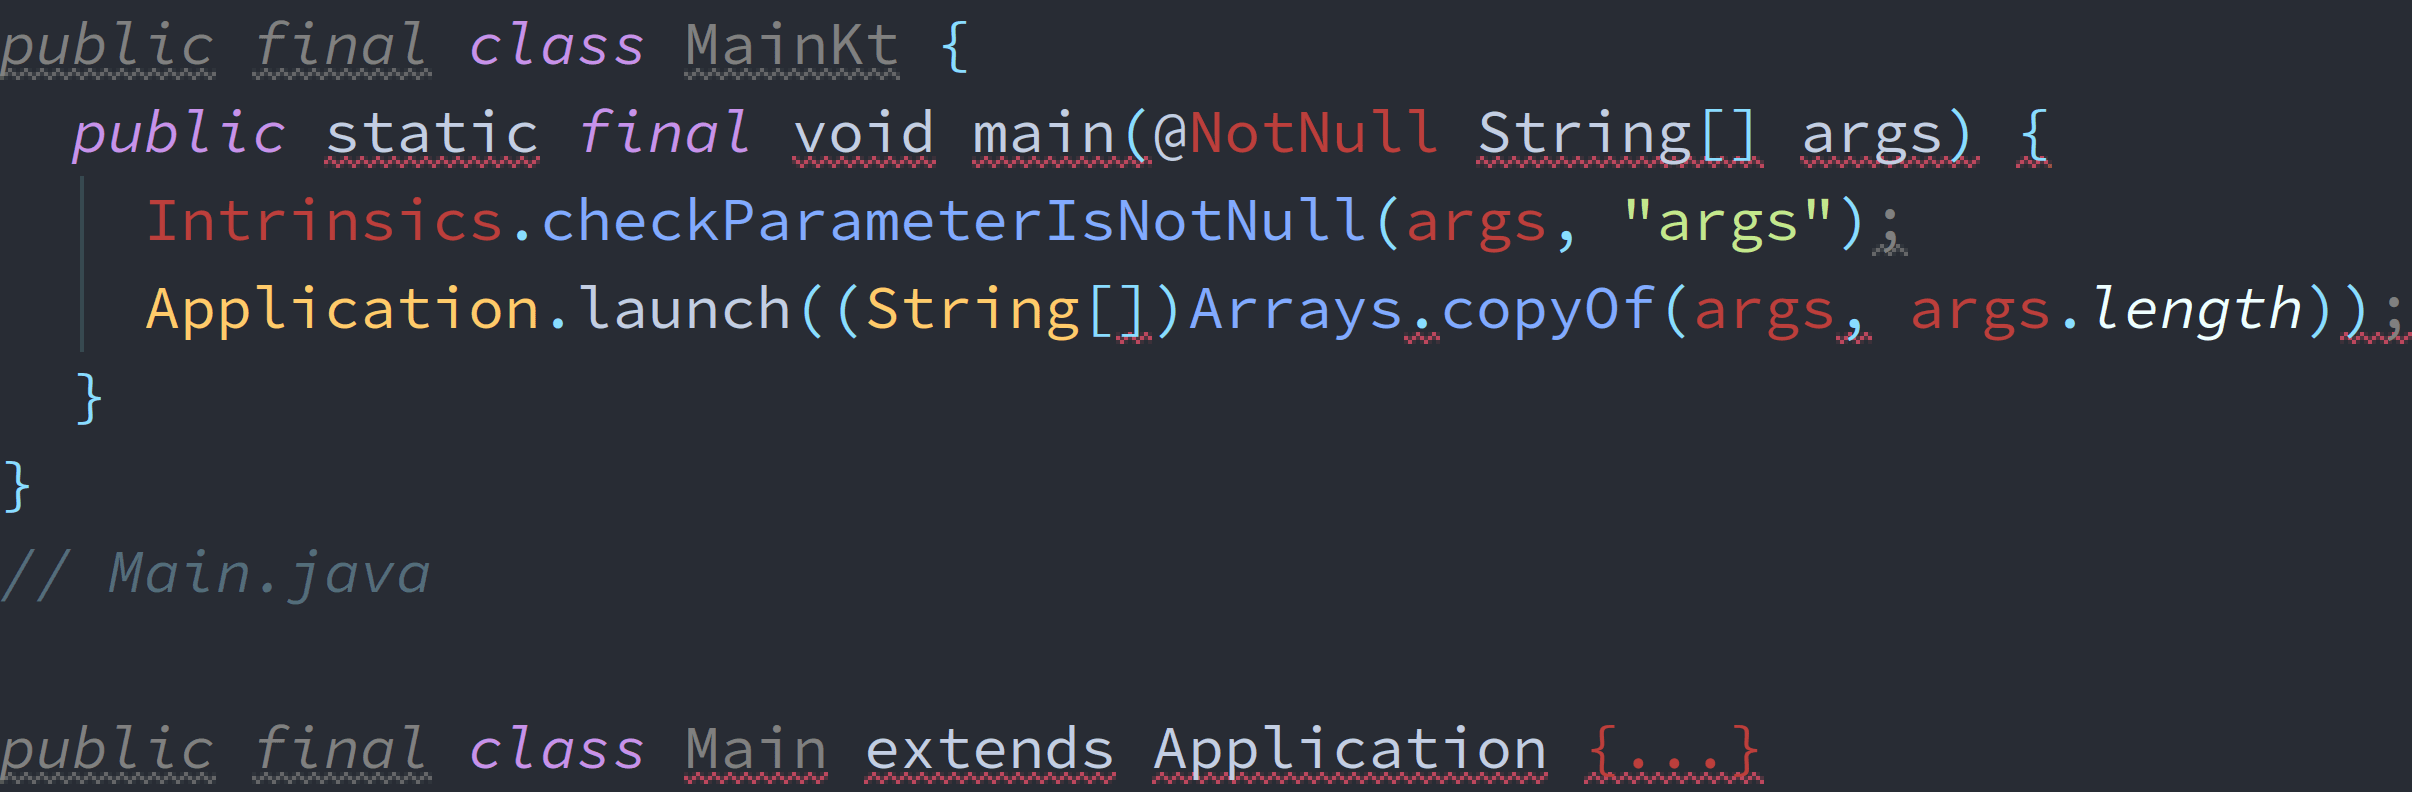 public final class MainKt {
  public static final void main(@NotNull String[] args) {
    Intrinsics.checkParameterIsNotNull(args, "args");
    Application.launch((String[])Arrays.copyOf(args, args.length));
  }
}
// Main.java
public final class Main extends Application {...}